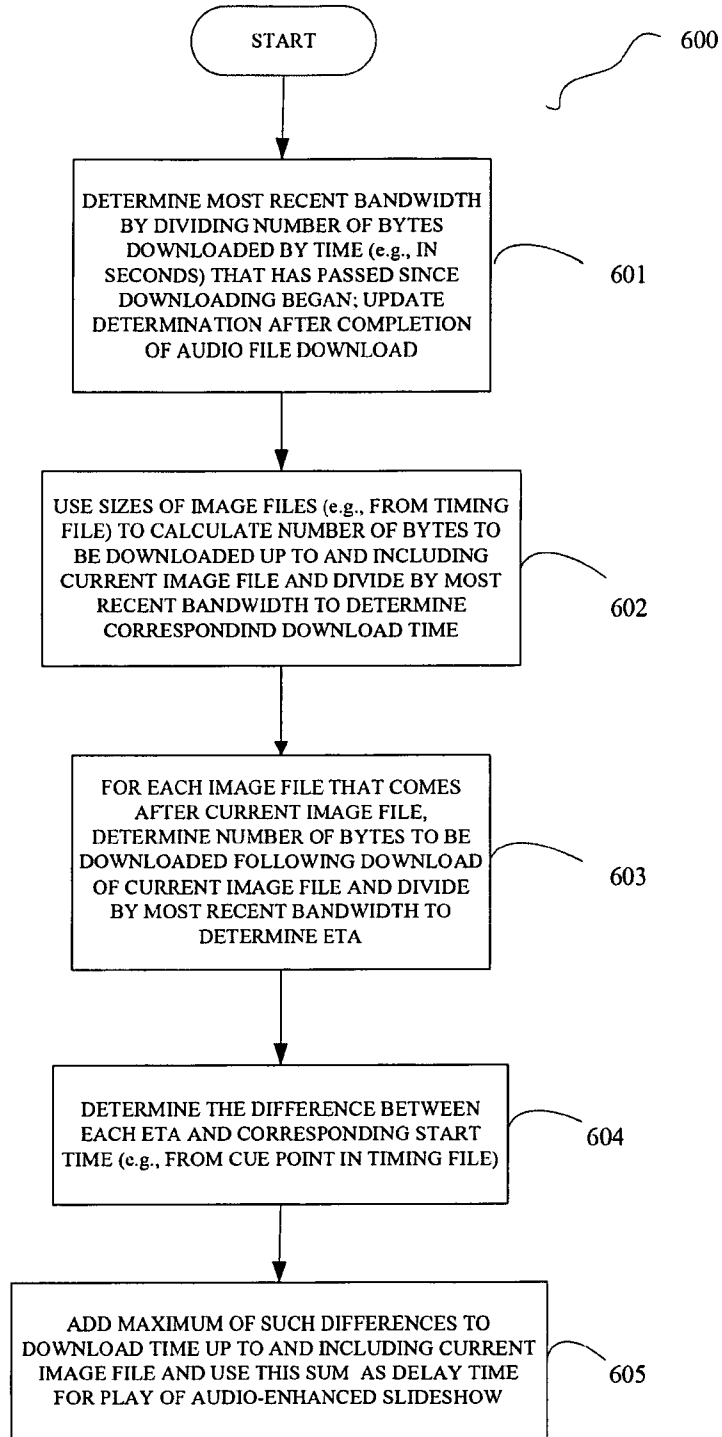 START
600
DETERMINE MOST RECENT BANDWIDTH
BY DIVIDING NUMBER OF BYTES
DOWNLOADED BY TIME (e.g., IN
SECONDS) THAT HAS PASSED SINCE
DOWNLOADING BEGAN; UPDATE
DETERMINATION AFTER COMPLETION
OF AUDIO FILE DOWNLOAD
601
USE SIZES OF IMAGE FILES (e.g., FROM TIMING
FILE) TO CALCULATE NUMBER OF BYTES TO
BE DOWNLOADED UP TO AND INCLUDING
CURRENT IMAGE FILE AND DIVIDE BY MOST
RECENT BANDWIDTH TO DETERMINE
CORRESPONDIND DOWNLOAD TIME
602
FOR EACH IMAGE FILE THAT COMES
AFTER CURRENT IMAGE FILE,
DETERMINE NUMBER OF BYTES TO BE
DOWNLOADED FOLLOWING DOWNLOAD
OF CURRENT IMAGE FILE AND DIVIDE
BY MOST RECENT BANDWIDTH TO
DETERMINE ETA
603
DETERMINE THE DIFFERENCE BETWEEN
EACH ETA AND CORRESPONDING START
TIME (e.g., FROM CUE POINT IN TIMING FILE)
604
ADD MAXIMUM OF SUCH DIFFERENCES TO
DOWNLOAD TIME UP TO AND INCLUDING CURRENT
IMAGE FILE AND USE THIS SUM AS DELAY TIME
FOR PLAY OF AUDIO-ENHANCED SLIDESHOW
605